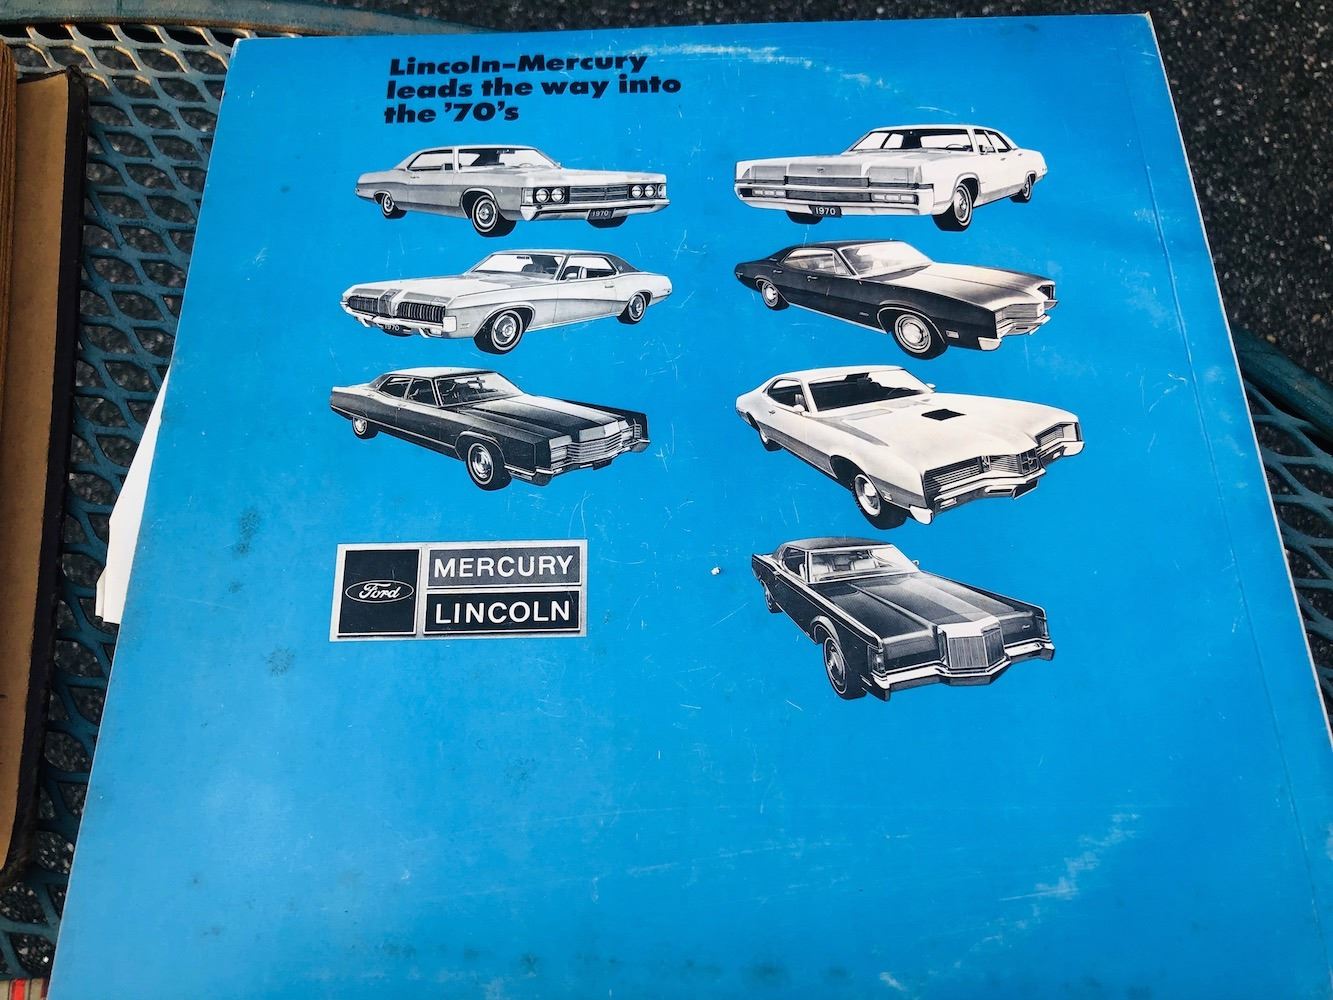 Lincoln-Mercury
leads the way into
the '70's
1970
1970
1970
Ford
MERCURY
LINCOLN